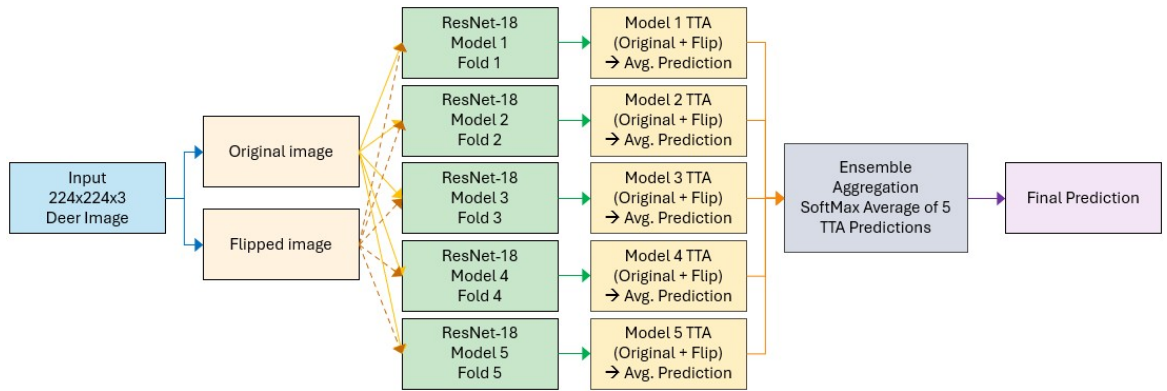 Input
224x224x3
Deer Image
Original image
Flipped image
ResNet-18
Model 1
Fold 1
ResNet-18
Model 2
Fold 2
ResNet-18
Model 3
Fold 3
ResNet-18
Model 4
Fold 4
ResNet-18
Model 5
Fold 5
Model 1 TTA
(Original + Flip)
→ Avg. Prediction
Model 2 TTA
(Original + Flip)
→ Avg. Prediction
Model 3 TTA
(Original + Flip)
→ Avg. Prediction
Model 4 TTA
(Original + Flip)
→ Avg. Prediction
Model 5 TTA
(Original + Flip)
→ Avg. Prediction
Ensemble
Aggregation
SoftMax Average of 5
TTA Predictions
Final Prediction